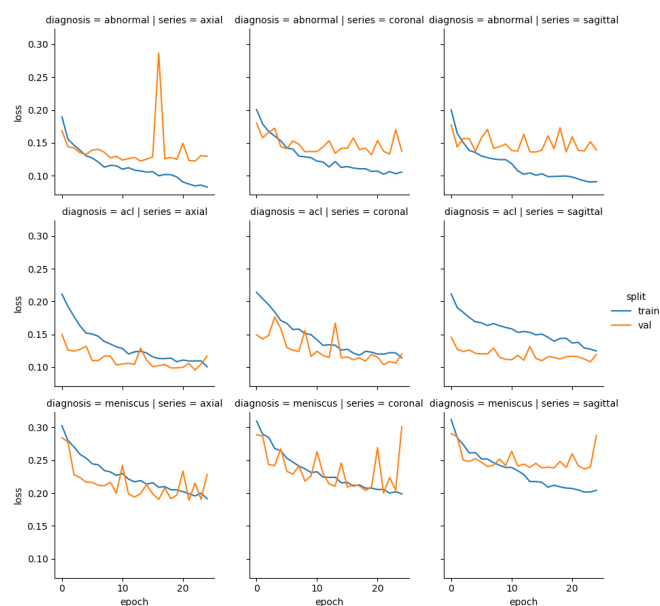 diagnosis = abnormal | series = axial
diagnosis = abnormal | series = coronal
diagnosis = abnormal | series = sagittal
0.30
0.25
0.20
0.15
0.10
loss
diagnosis = acl | series = axial
diagnosis = acl | series = coronal
diagnosis = acl | series = sagittal
0.30
0.25
0.20
0.15
0.10
loss
split
train
val
diagnosis = meniscus | series = axial
diagnosis = meniscus | series = coronal
diagnosis = meniscus | series = sagittal
0.30
0.25
0.20
0.15
0.10
loss
0 10 20
0 10 20
0 10 20
epoch
epoch
epoch